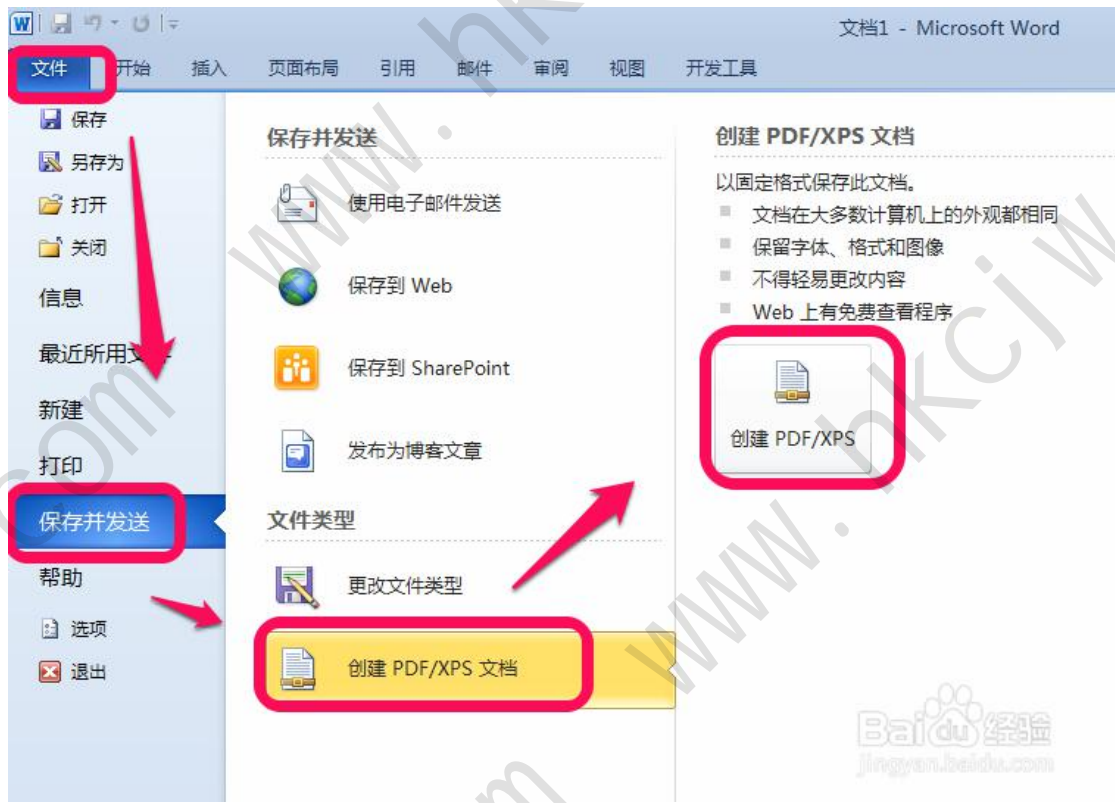 文档1 - Microsoft Word
文件 开始 插入 页面布局 引用 邮件 审阅 视图 开发工具
保存
另存为
打开
关闭
信息
最近所用文件
新建
打印
保存并发送
帮助
选项
退出
保存并发送
使用电子邮件发送
保存到 Web
保存到 SharePoint
发布为博客文章
文件类型
更改文件类型
创建 PDF/XPS 文档
创建 PDF/XPS 文档
以固定格式保存此文档。
文档在大多数计算机上的外观都相同
保留字体、格式和图像
不得轻易更改内容
Web 上有免费查看程序
创建 PDF/XPS
Baidu 经验
jingyan.baidu.com
www.hkcjw
www.hk
com